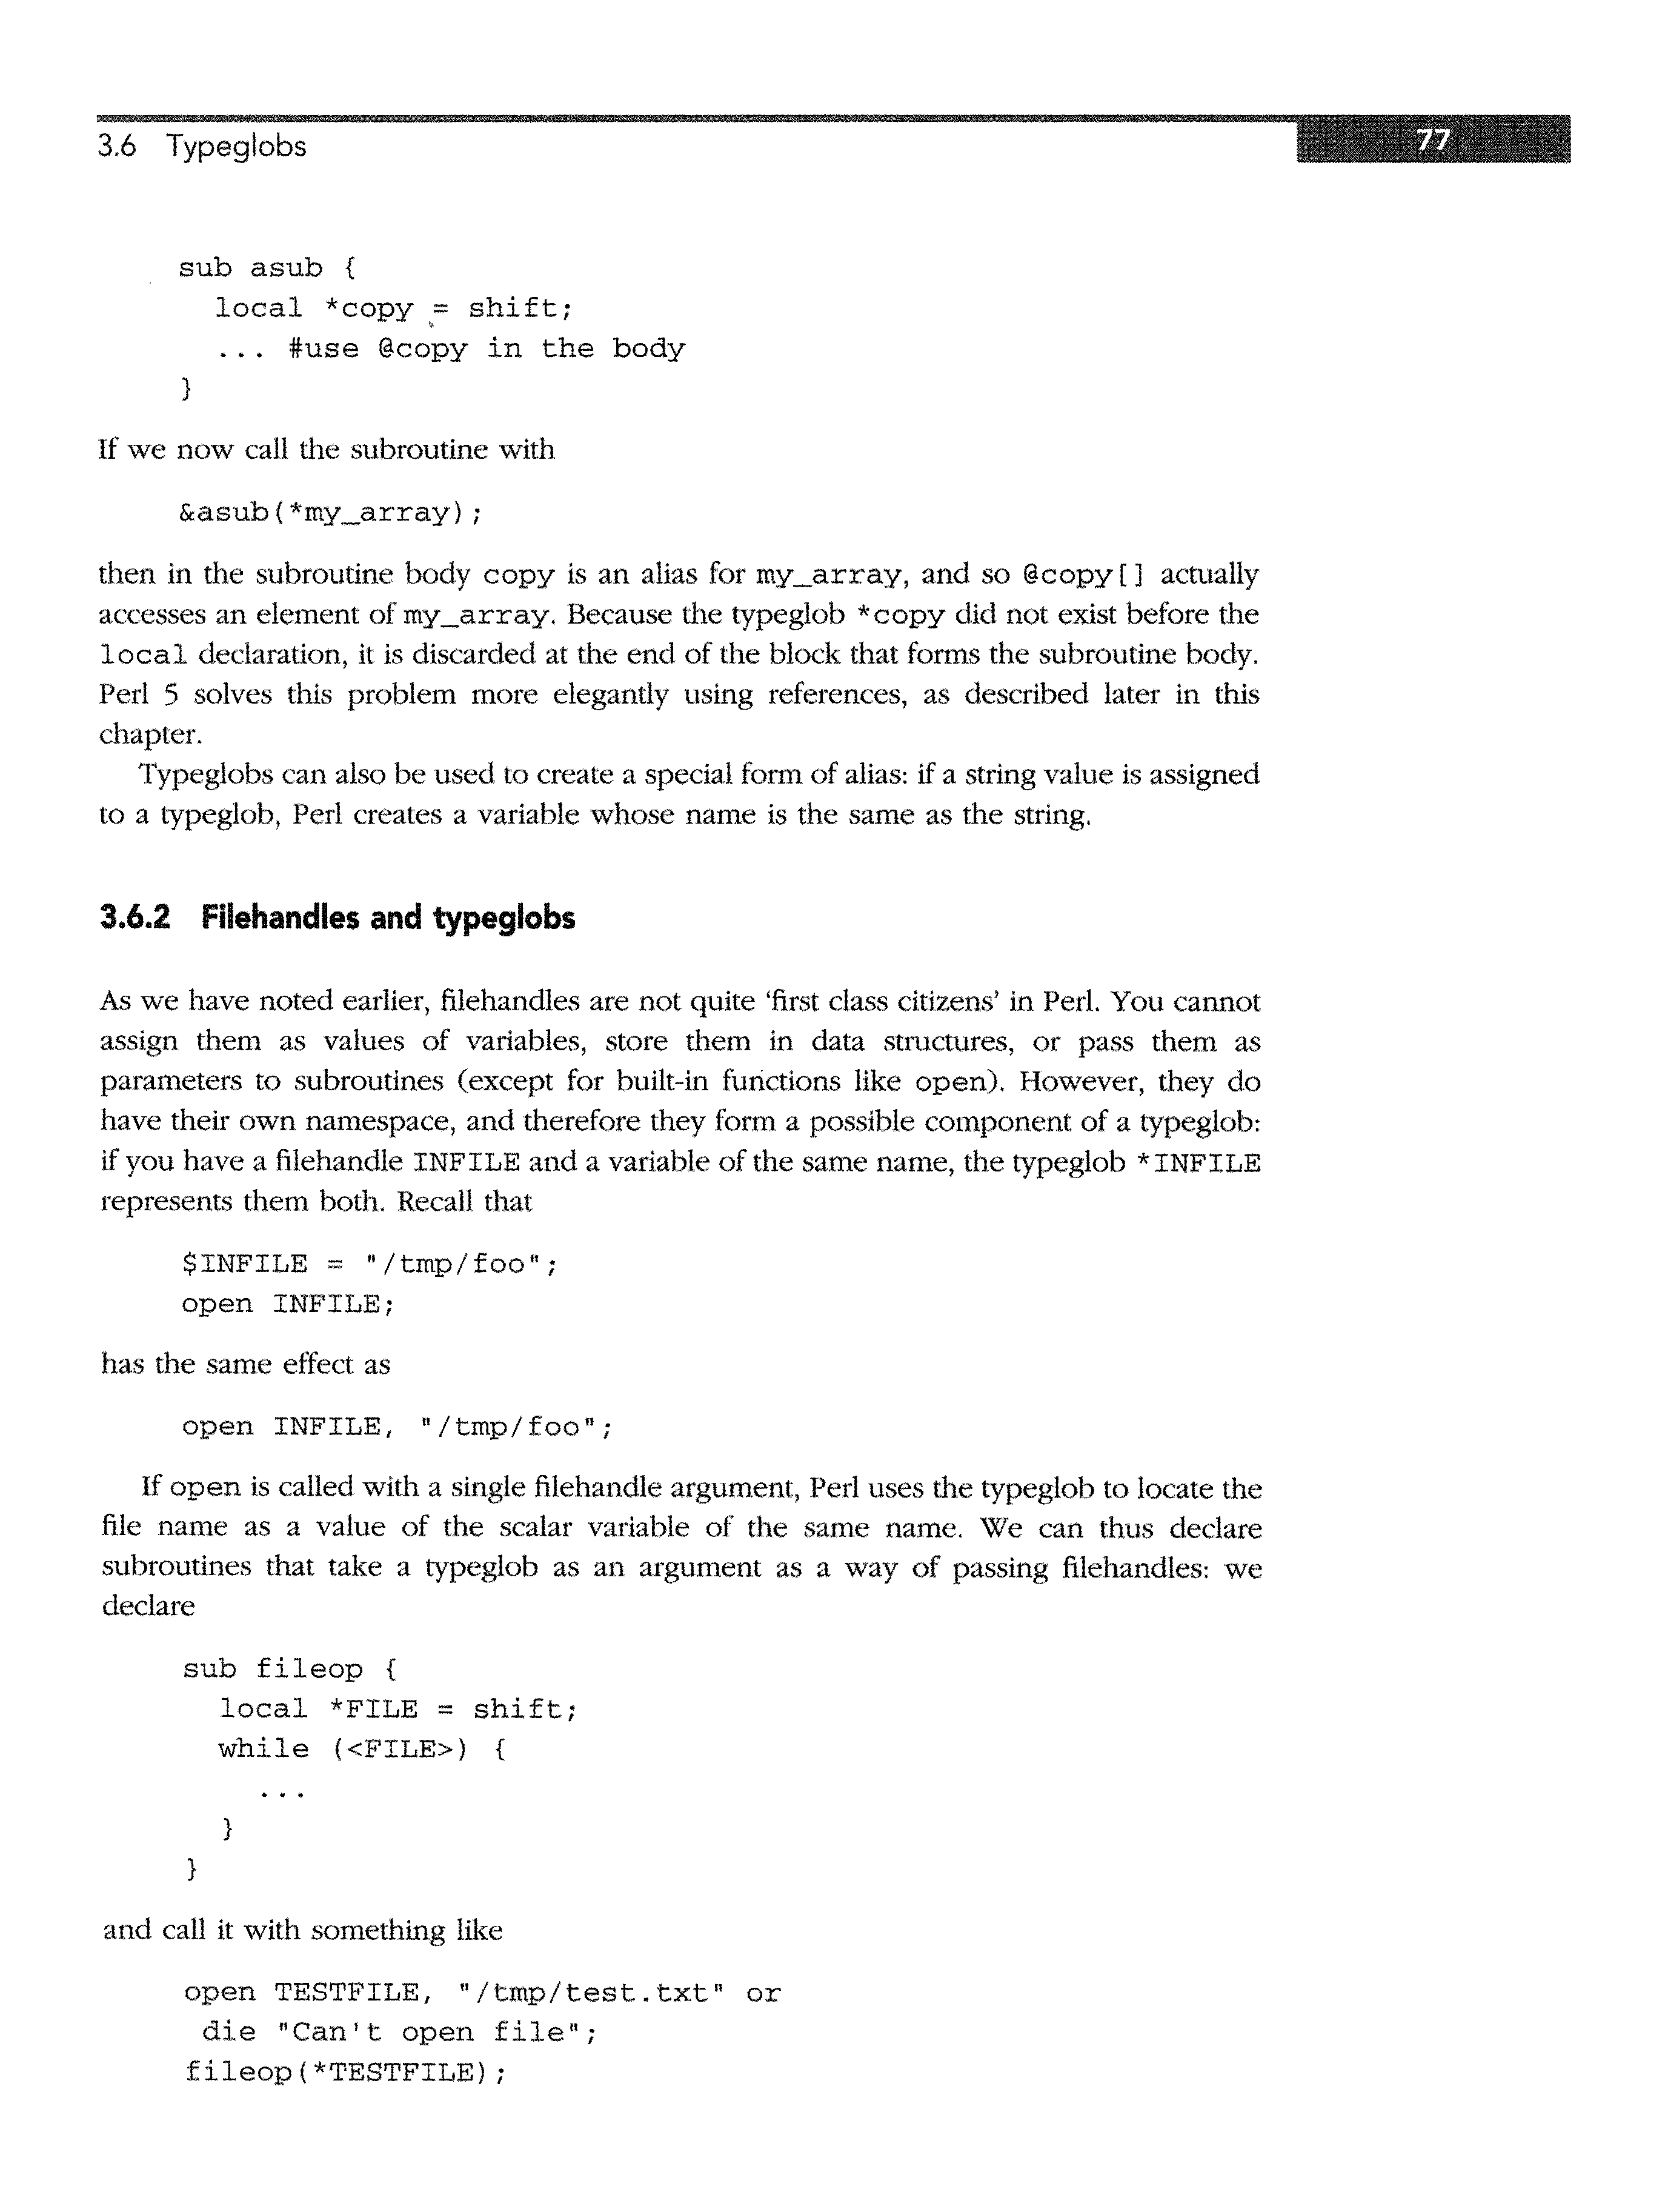 3.6 Typeglobs
77
sub asub {
local *copy = shift;
... #use @copy in the body
}
If we now call the subroutine with
&asub(*my_array);
then in the subroutine body copy is an alias for my_array, and so @copy[] actually
accesses an element of my_array. Because the typeglob *copy did not exist before the
local declaration, it is discarded at the end of the block that forms the subroutine body.
Perl 5 solves this problem more elegantly using references, as described later in this
chapter.
Typeglobs can also be used to create a special form of alias: if a string value is assigned
to a typeglob, Perl creates a variable whose name is the same as the string.
3.6.2 Filehandles and typeglobs
As we have noted earlier, filehandles are not quite ‘first class citizens’ in Perl. You cannot
assign them as values of variables, store them in data structures, or pass them as
parameters to subroutines (except for built-in functions like open). However, they do
have their own namespace, and therefore they form a possible component of a typeglob:
if you have a filehandle INFILE and a variable of the same name, the typeglob *INFILE
represents them both. Recall that
$INFILE = "/tmp/foo";
open INFILE;
has the same effect as
open INFILE, "/tmp/foo";
If open is called with a single filehandle argument, Perl uses the typeglob to locate the
file name as a value of the scalar variable of the same name. We can thus declare
subroutines that take a typeglob as an argument as a way of passing filehandles: we
declare
sub fileop {
local *FILE = shift;
while (<FILE>) {
...
}
}
and call it with something like
open TESTFILE, "/tmp/test.txt" or
die "Can't open file";
fileop(*TESTFILE);